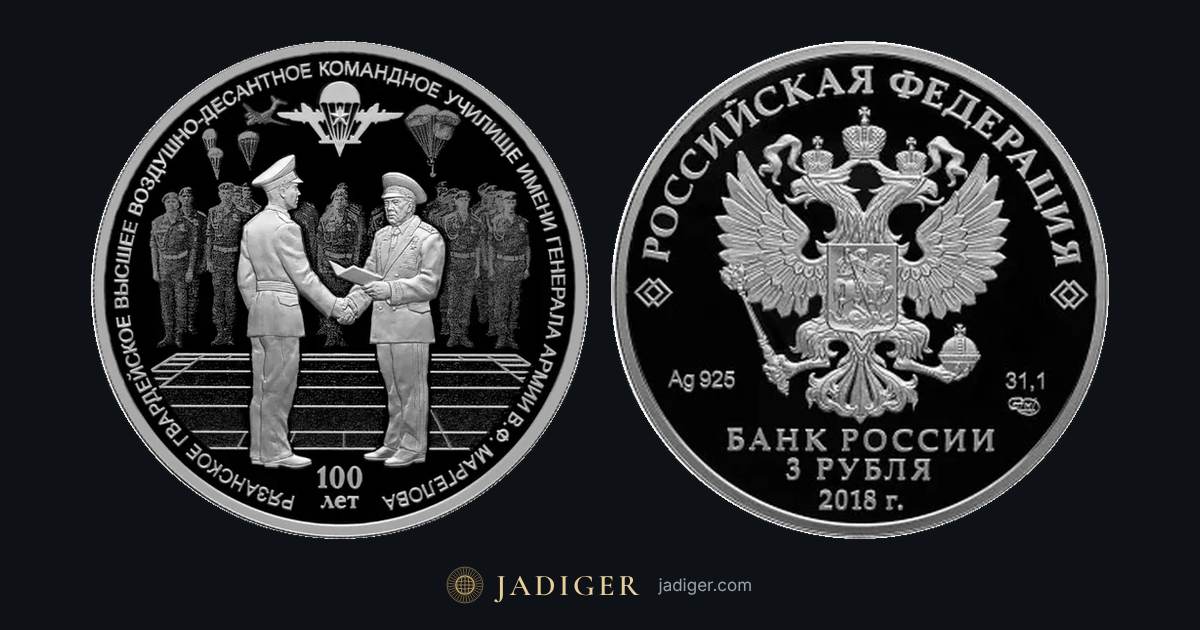 РЯЗАНСКОЕ ГВАРДЕЙСКОЕ ВЫСШЕЕ ВОЗДУШНО-ДЕСАНТНОЕ КОМАНДНОЕ УЧИЛИЩЕ ИМЕНИ ГЕНЕРАЛА АРМИИ В.Ф. МАРГЕЛОВА
100
лет
РОССИЙСКАЯ ФЕДЕРАЦИЯ
Ag 925
31,1
БАНК РОССИИ
3 РУБЛЯ
2018 г.
JADIGER
jadiger.com